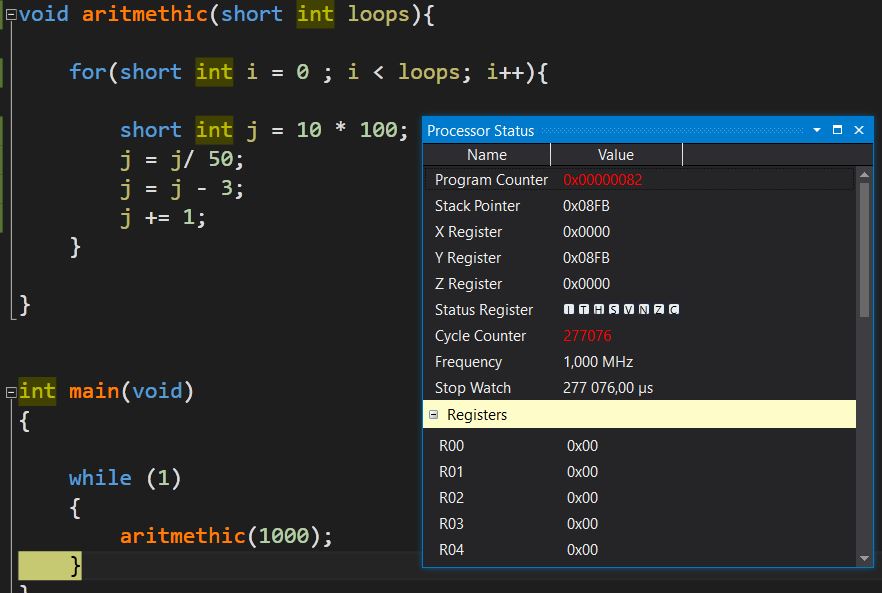 void aritmethic(short int loops){
for(short int i = 0 ; i < loops; i++){
short int j = 10 * 100;
j = j/ 50;
j = j - 3;
j += 1;
}
}
int main(void)
{
while (1)
{
aritmethic(1000);
}
Processor Status
Name Value
Program Counter 0x00000082
Stack Pointer 0x08FB
X Register 0x0000
Y Register 0x08FB
Z Register 0x0000
Status Register I T H S V N Z C
Cycle Counter 277076
Frequency 1,000 MHz
Stop Watch 277 076,00 µs
Registers
R00 0x00
R01 0x00
R02 0x00
R03 0x00
R04 0x00